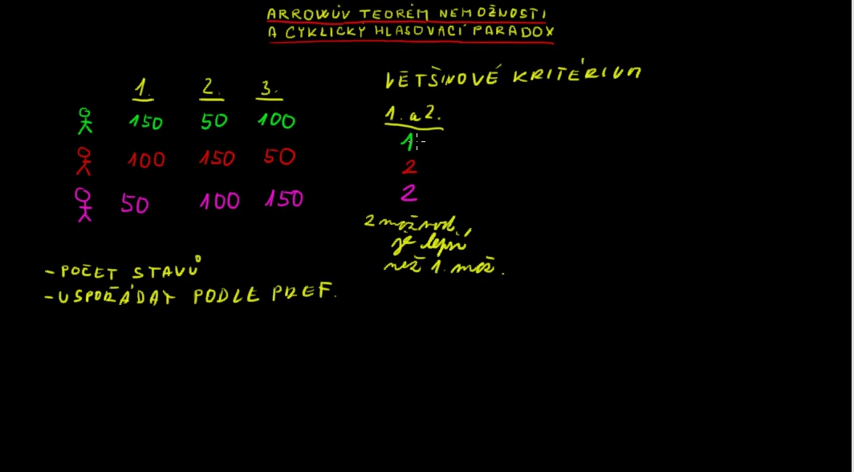 ARROWŮV TEORÉM NEMOŽNOSTI
A CYKLICKÝ HLASOVACÍ PARADOX
VĚTŠINOVÉ KRITÉRIUM
1. 2. 3.
150 50 100
100 150 50
50 100 150
1. a 2.
1
2
2
2 možnost
je lepší
než 1. mož.
- POČET STAVŮ
- USPOŘÁDAT PODLE PREF.